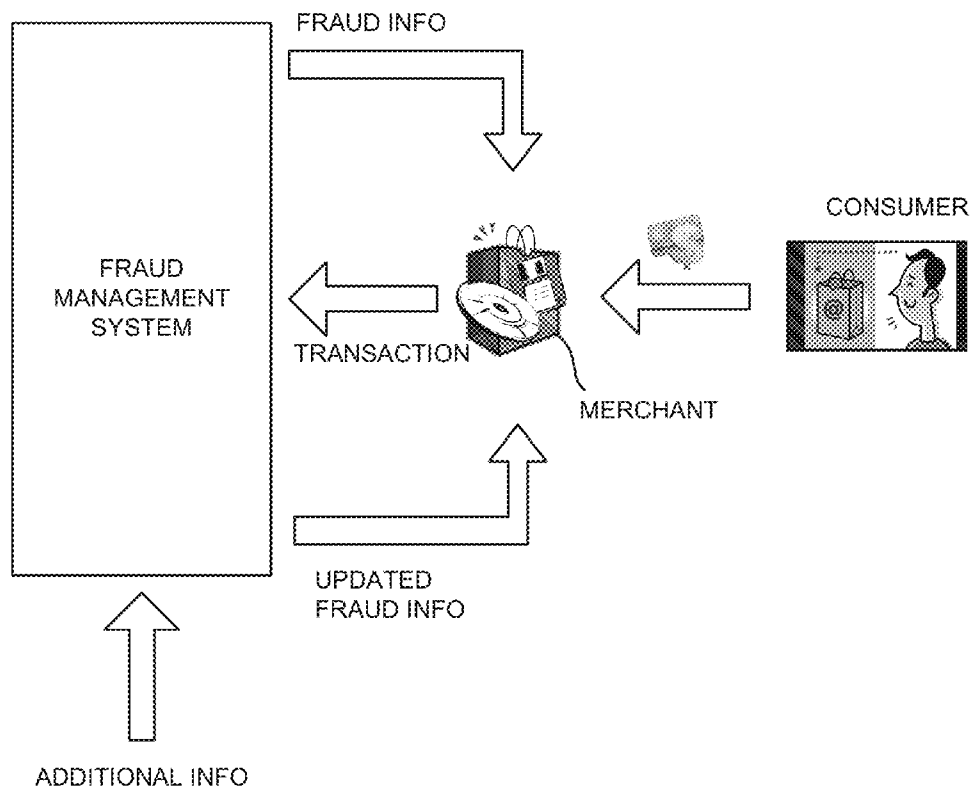 FRAUD INFO
CONSUMER
FRAUD
MANAGEMENT
SYSTEM
TRANSACTION
MERCHANT
UPDATED
FRAUD INFO
ADDITIONAL INFO